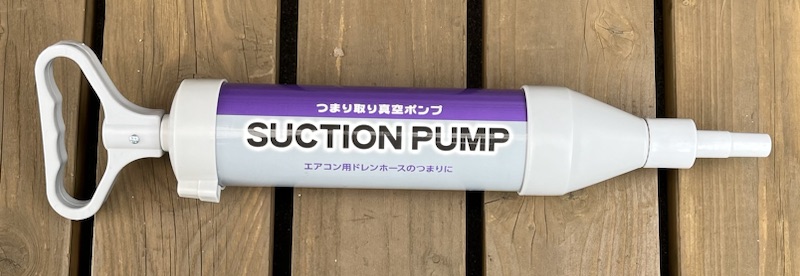 つまり取り真空ポンプ
SUCTION PUMP
エアコン用ドレンホースのつまりに